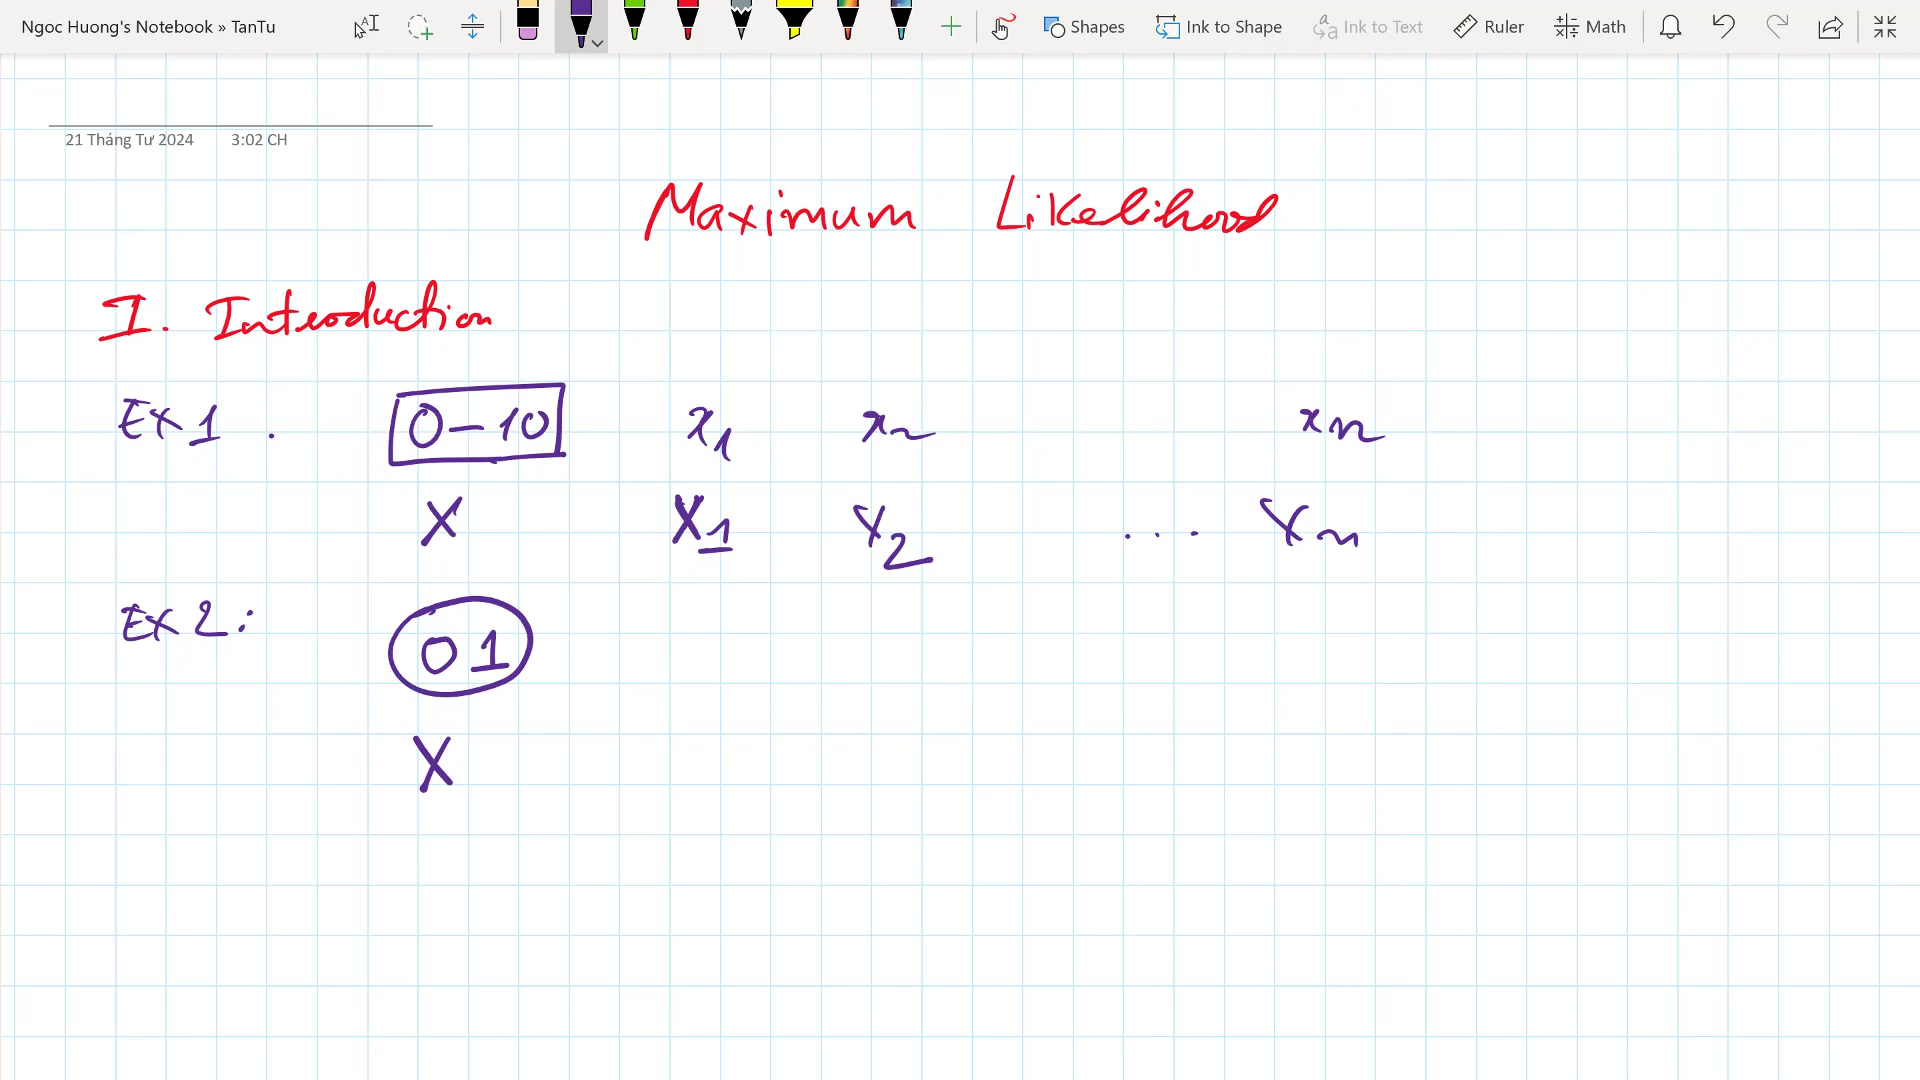 Ngoc Huong's Notebook » TanTu Shapes Ink to Shape Ink to Text Ruler Math
21 Tháng Tư 2024 3:02 CH
Maximum Likelihood
I. Introduction
EX 1 . 0-10 x1 x2 xn
X X1 X2 ... Xn
EX 2: 0 1
X